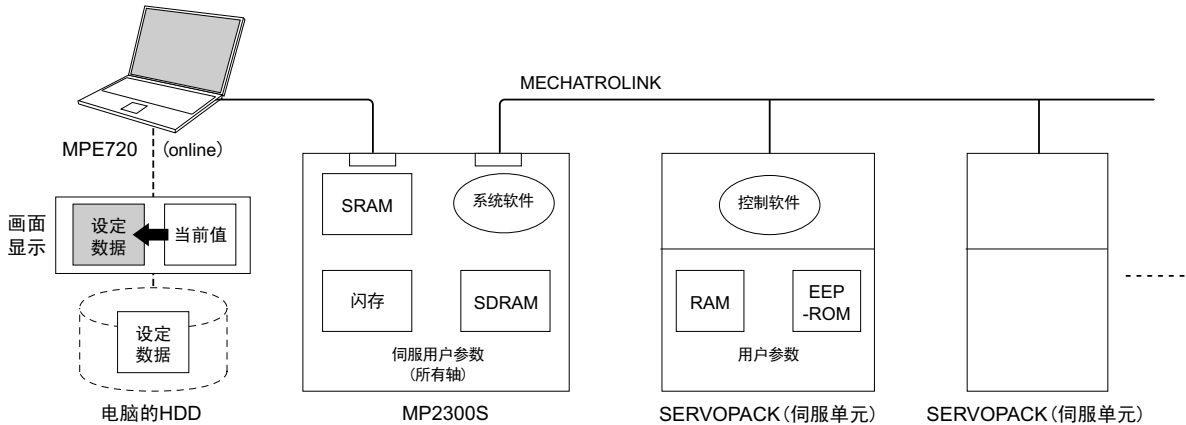 MECHATROLINK
MPE720 (online)
画面
显示
设定
数据
当前值
设定
数据
电脑的HDD
SRAM
系统软件
闪存
SDRAM
伺服用户参数
(所有轴)
MP2300S
控制软件
RAM
EEP
-ROM
用户参数
SERVOPACK(伺服单元)
SERVOPACK(伺服单元)